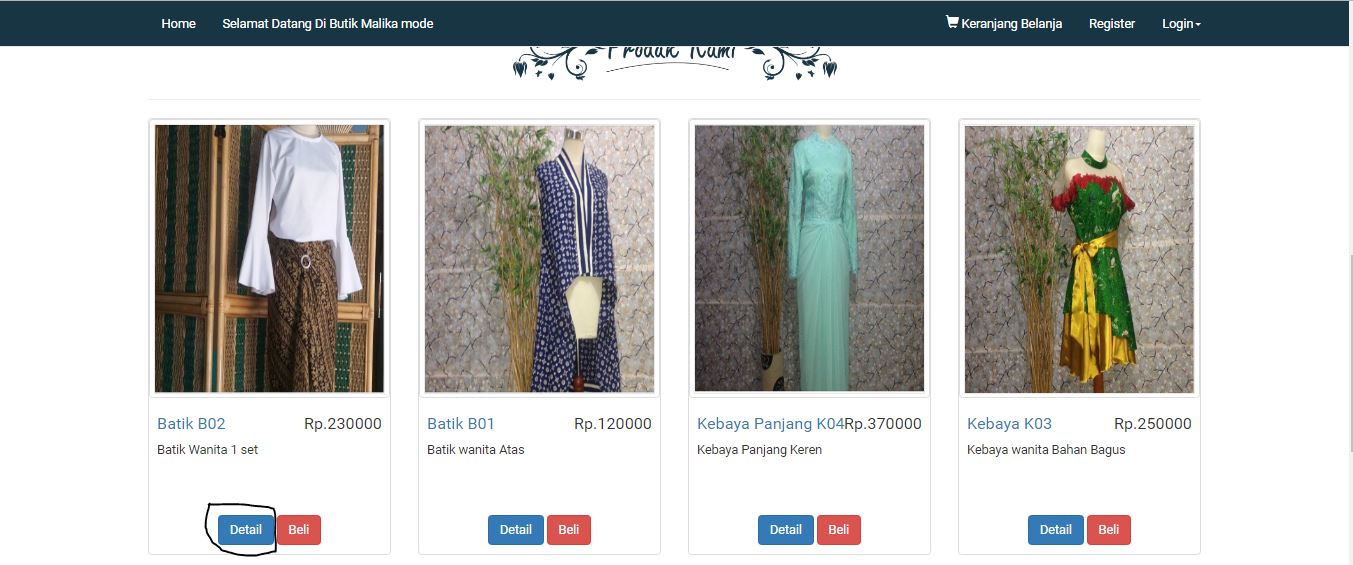 Home Selamat Datang Di Butik Malika mode Keranjang Belanja Register Login
Produk Kami
Batik B02 Rp.230000
Batik Wanita 1 set
Detail Beli
Batik B01 Rp.120000
Batik wanita Atas
Detail Beli
Kebaya Panjang K04 Rp.370000
Kebaya Panjang Keren
Detail Beli
Kebaya K03 Rp.250000
Kebaya wanita Bahan Bagus
Detail Beli